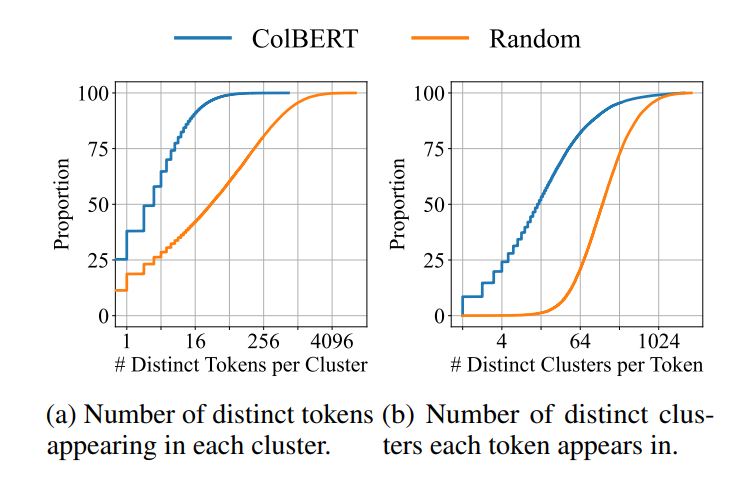 ColBERT Random
100
75
50
25
0
Proportion
1 16 256 4096
# Distinct Tokens per Cluster
100
75
50
25
0
Proportion
4 64 1024
# Distinct Clusters per Token
(a) Number of distinct tokens
appearing in each cluster.
(b) Number of distinct clus-
ters each token appears in.